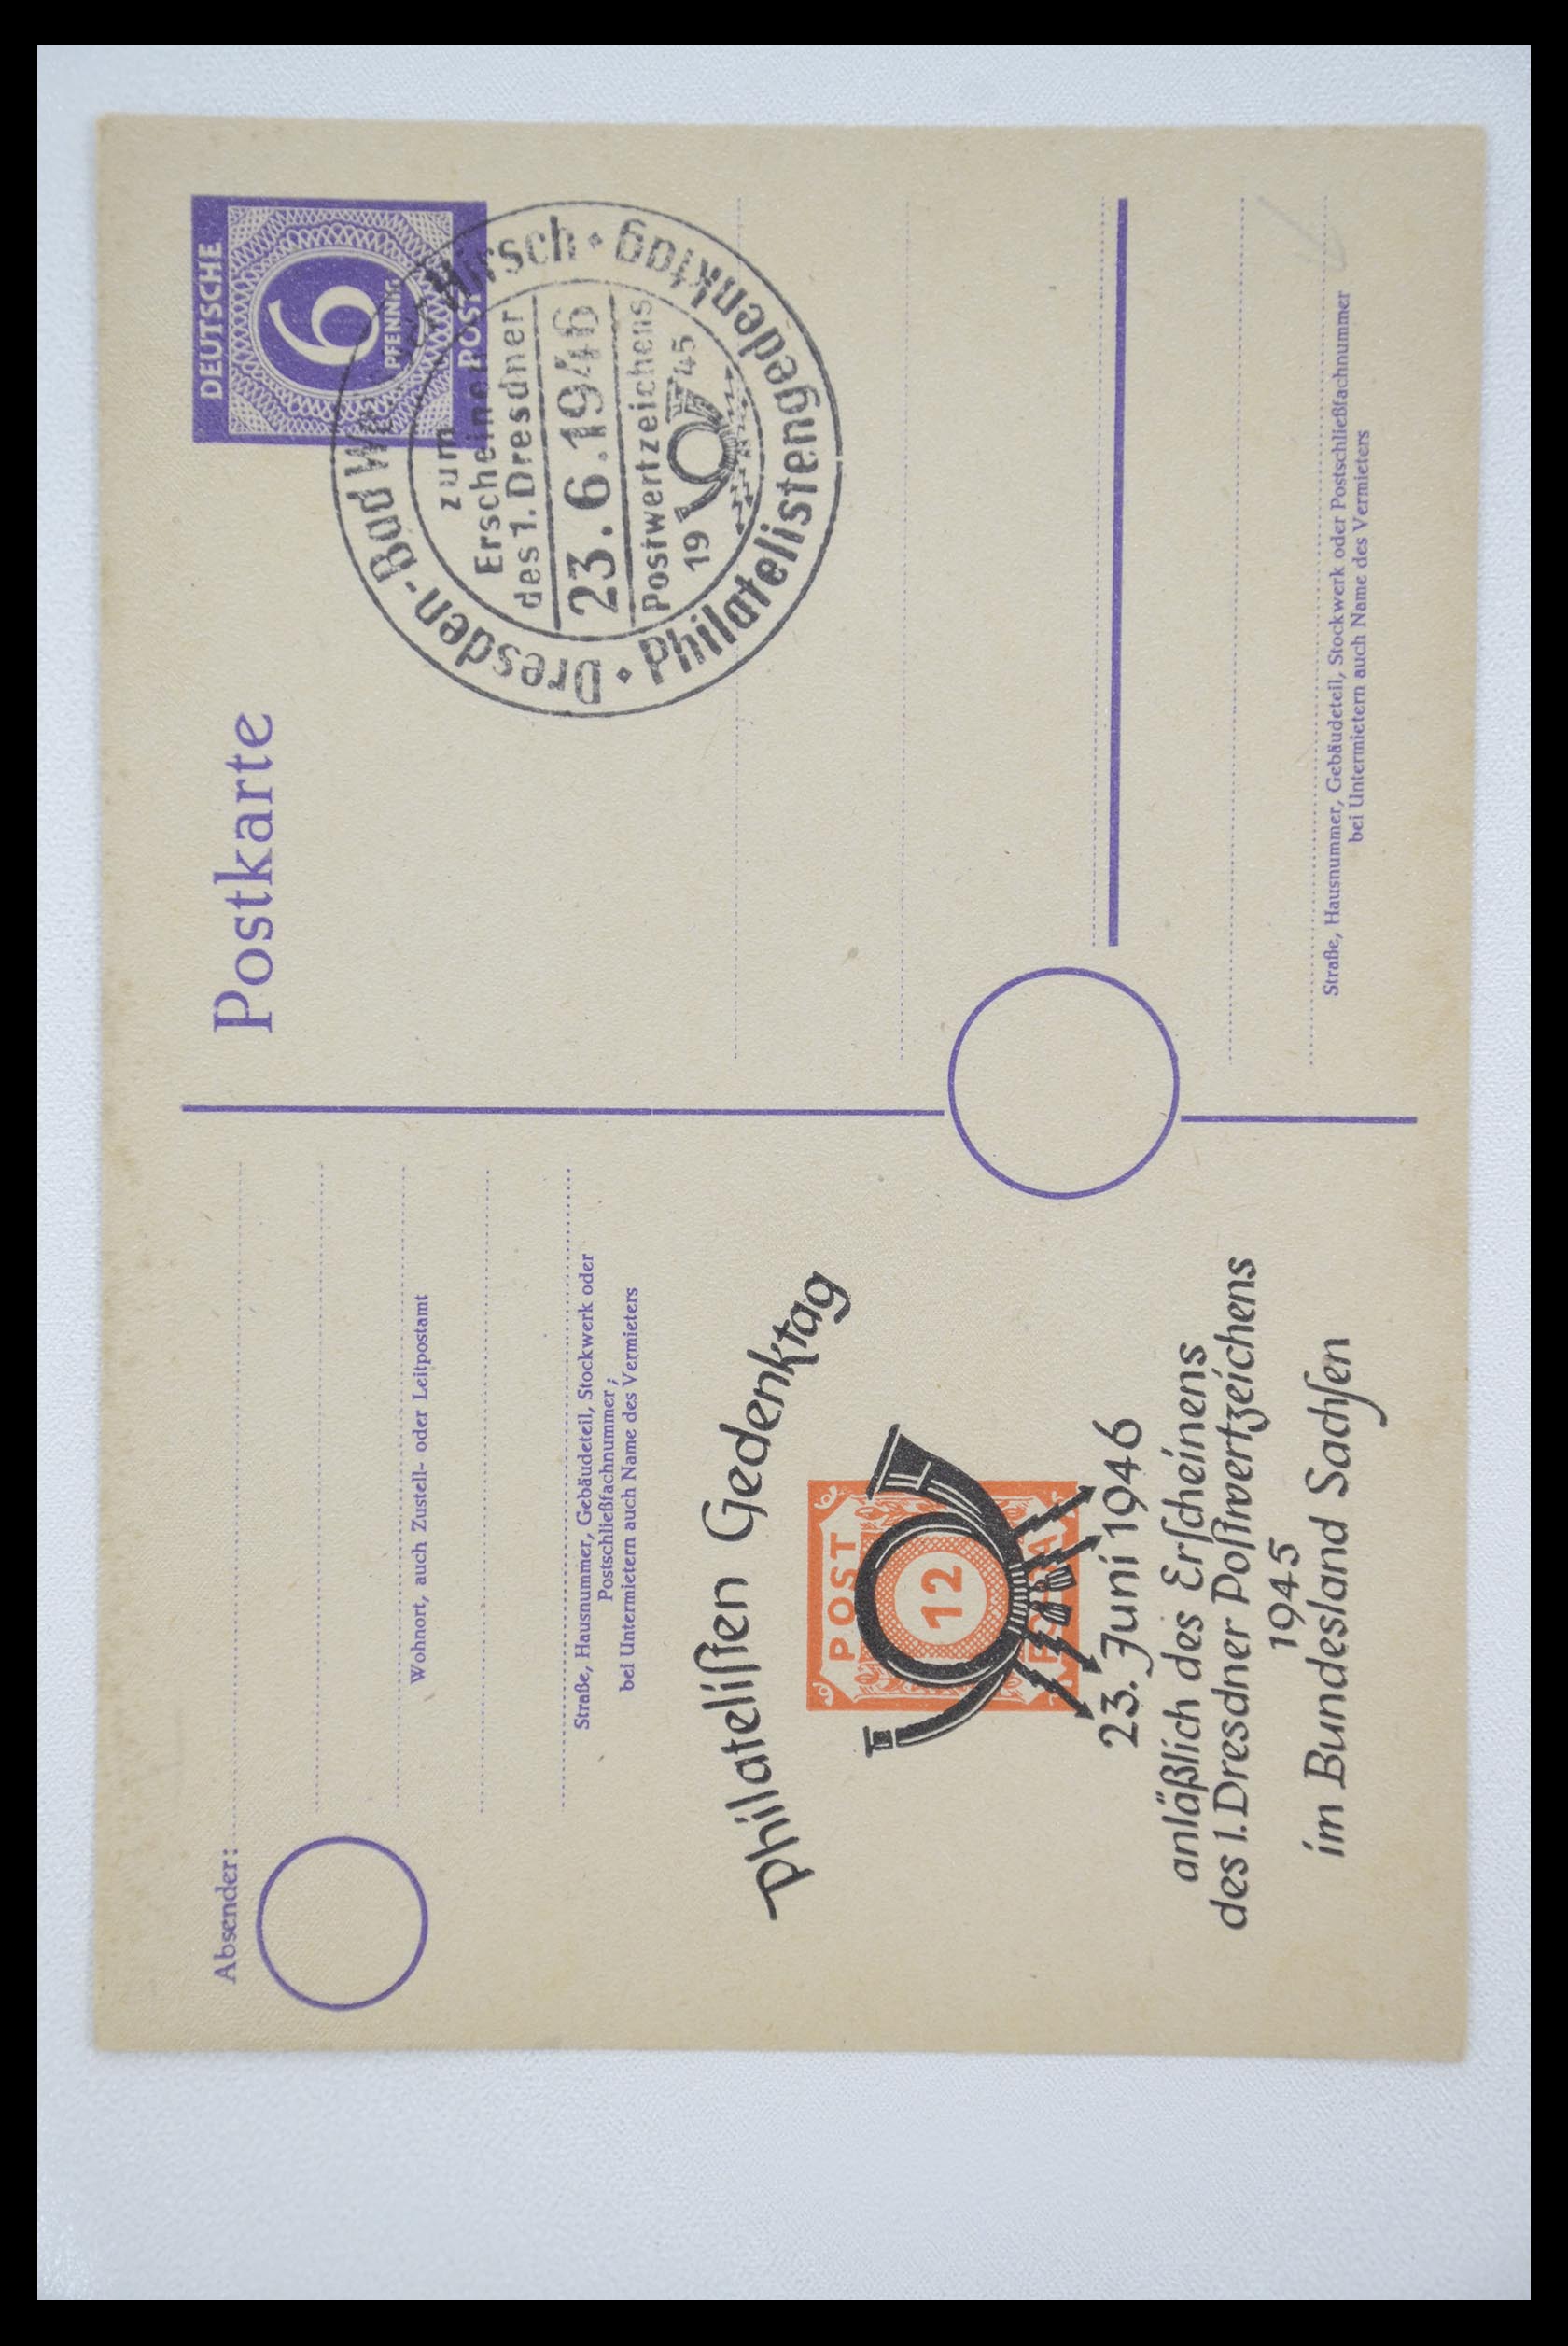 Postkarte
DEUTSCHE
6
PFENNIG
POST
Dresden-Bad Hirsch
Philatelistengedenktag
zum
des 1. Dresdner
23.6.1946
Postwertzeichens
19 45
Absender:
Wohnort, auch Zustell- oder Leitpostamt
Straße, Hausnummer, Gebäudeteil, Stockwerk oder
Postschließfachnummer;
bei Untermietern auch Name des Vermieters
Philateliſten Gedenktag
POST
12
23. Juni 1946
anläßlich des Erſcheinens
des 1. Dresdner Poſtwertzeichens
1945
im Bundesland Sachſen
Straße, Hausnummer, Gebäudeteil, Stockwerk oder Postschließfachnummer
bei Untermietern auch Name des Vermieters